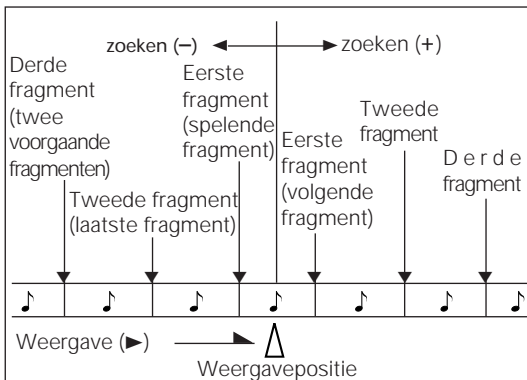 zoeken (−) zoeken (+)
Derde
fragment
(twee
voorgaande
fragmenten)
Tweede fragment
(laatste fragment)
Eerste
fragment
(spelende
fragment)
Eerste
fragment
(volgende
fragment)
Tweede
fragment
Derde
fragment
Weergave (►)
Weergavepositie